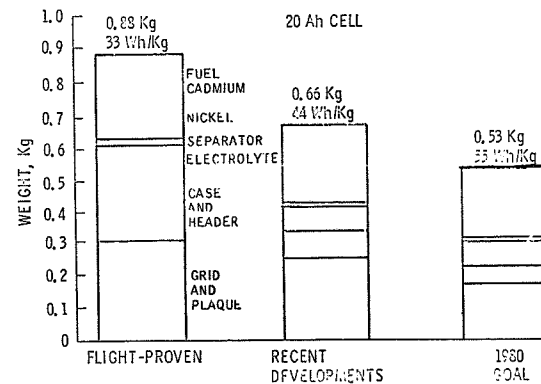 1.0
0.9
0.8
0.7
0.6
0.5
0.4
0.3
0.2
0.1
0
WEIGHT, Kg
20 Ah CELL
0.88 Kg
33 Wh/Kg
FUEL
CADMIUM
NICKEL
SEPARATOR
ELECTROLYTE
CASE
AND
HEADER
GRID
AND
PLAQUE
0.66 Kg
44 Wh/Kg
0.53 Kg
55 Wh/Kg
FLIGHT-PROVEN
RECENT
DEVELOPMENTS
1980
GOAL